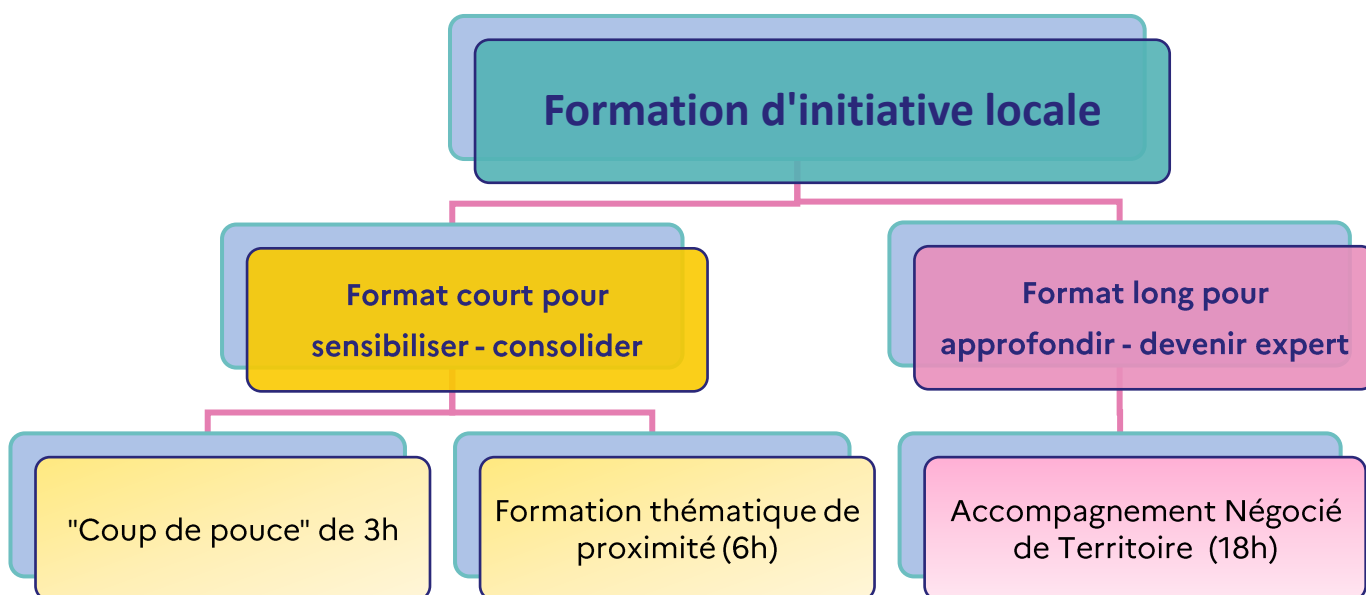 Formation d'initiative locale
Format court pour
sensibiliser - consolider
Format long pour
approfondir - devenir expert
"Coup de pouce" de 3h
Formation thématique de
proximité (6h)
Accompagnement Négocié
de Territoire (18h)